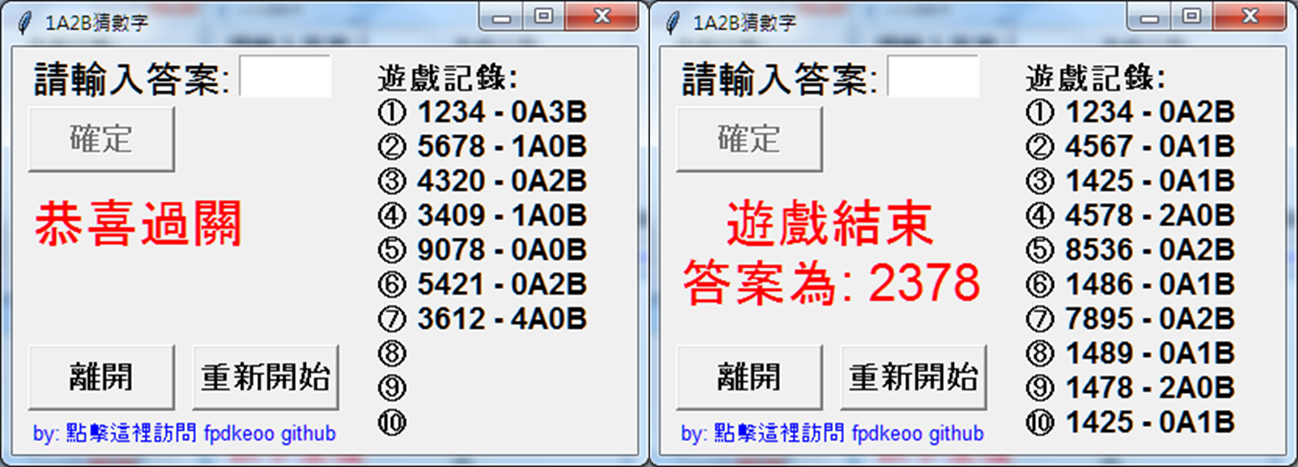 1A2B猜數字
請輸入答案:
確定
恭喜過關
離開 重新開始
by: 點擊這裡訪問 fpdkeoo github
遊戲記錄:
① 1234 - 0A3B
② 5678 - 1A0B
③ 4320 - 0A2B
④ 3409 - 1A0B
⑤ 9078 - 0A0B
⑥ 5421 - 0A2B
⑦ 3612 - 4A0B
⑧
⑨
⑩
1A2B猜數字
請輸入答案:
確定
遊戲結束
答案為: 2378
離開 重新開始
by: 點擊這裡訪問 fpdkeoo github
遊戲記錄:
① 1234 - 0A2B
② 4567 - 0A1B
③ 1425 - 0A1B
④ 4578 - 2A0B
⑤ 8536 - 0A2B
⑥ 1486 - 0A1B
⑦ 7895 - 0A2B
⑧ 1489 - 0A1B
⑨ 1478 - 2A0B
⑩ 1425 - 0A1B